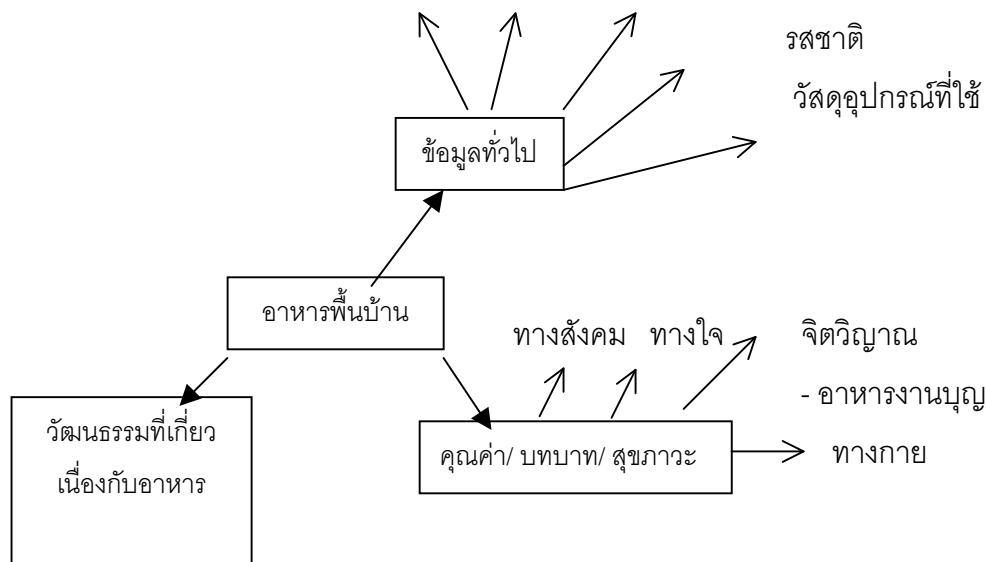 รสชาติ
วัสดุอุปกรณ์ที่ใช้
ข้อมูลทั่วไป
อาหารพื้นบ้าน
ทางสังคม ทางใจ จิตวิญาณ
- อาหารงานบุญ
วัฒนธรรมที่เกี่ยว
เนื่องกับอาหาร
คุณค่า/ บทบาท/ สุขภาวะ
ทางกาย